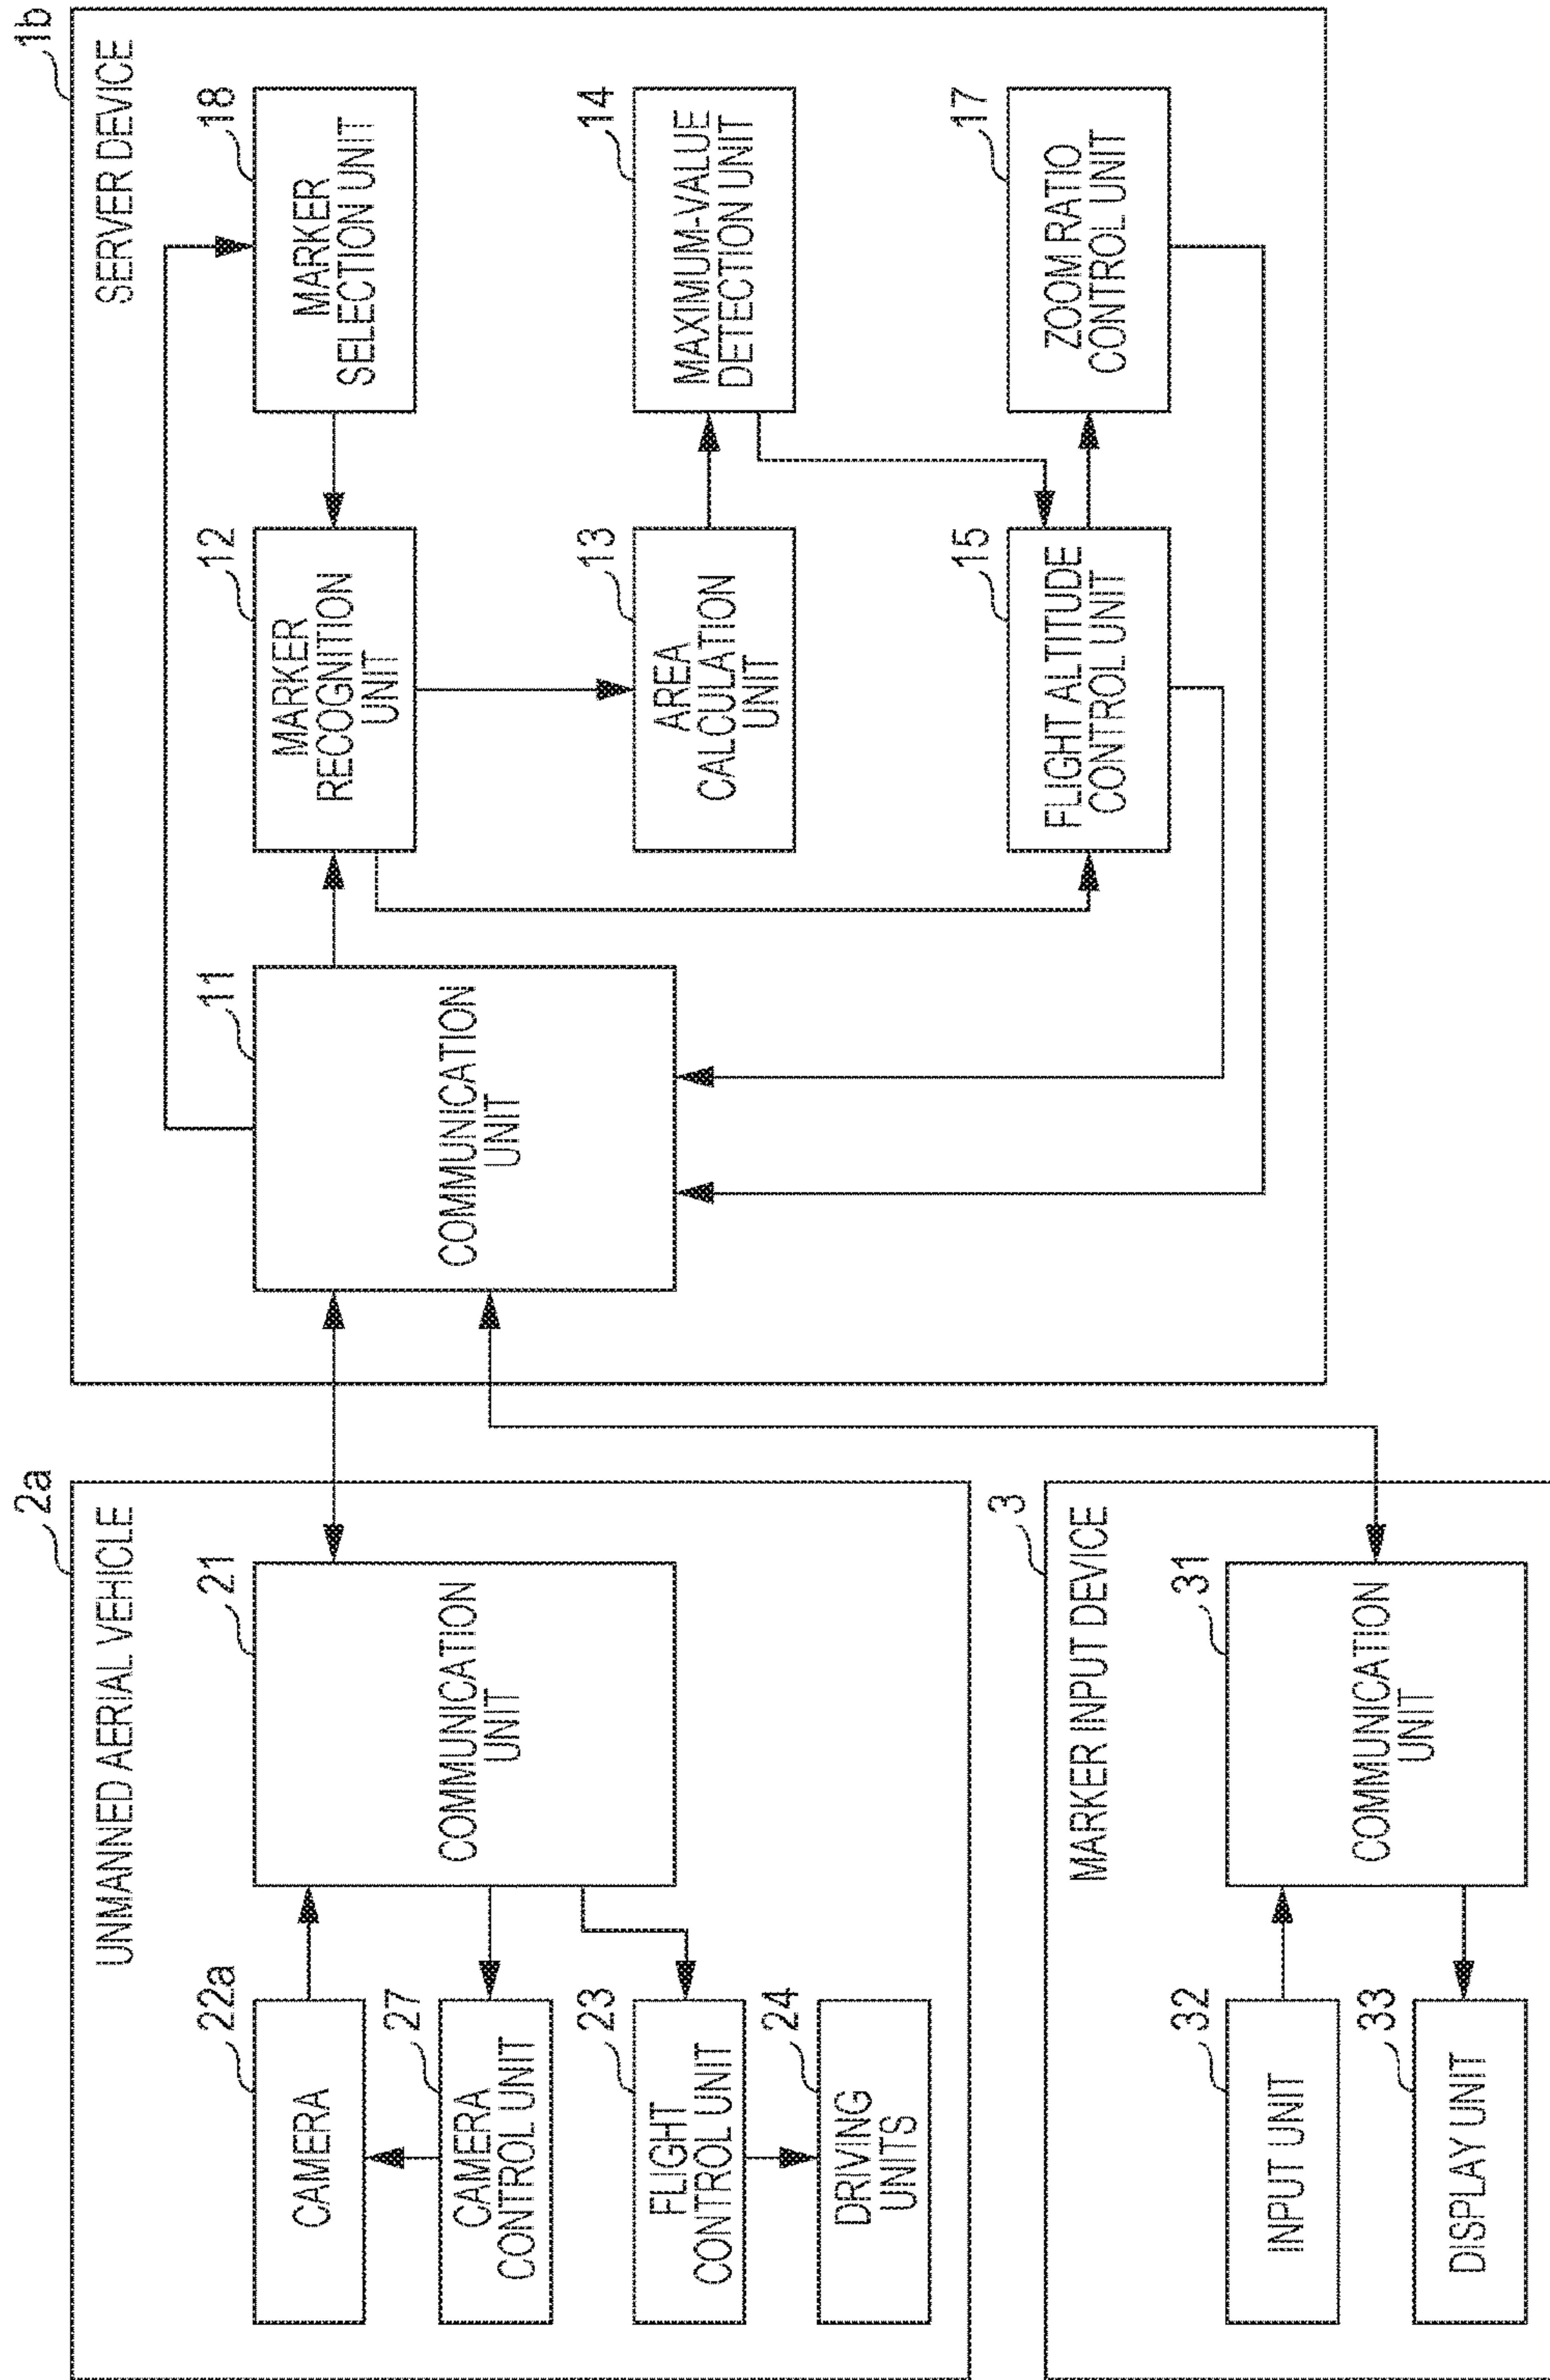 2a
UNMANNED AERIAL VEHICLE
22a
CAMERA
27
CAMERA
CONTROL UNIT
23
FLIGHT
CONTROL UNIT
24
DRIVING
UNITS
21
COMMUNICATION
UNIT
3
MARKER INPUT DEVICE
32
INPUT UNIT
33
DISPLAY UNIT
31
COMMUNICATION
UNIT
1b
SERVER DEVICE
11
COMMUNICATION
UNIT
12
MARKER
RECOGNITION
UNIT
18
MARKER
SELECTION UNIT
13
AREA
CALCULATION
UNIT
14
MAXIMUM-VALUE
DETECTION UNIT
15
FLIGHT ALTITUDE
CONTROL UNIT
17
ZOOM RATIO
CONTROL UNIT